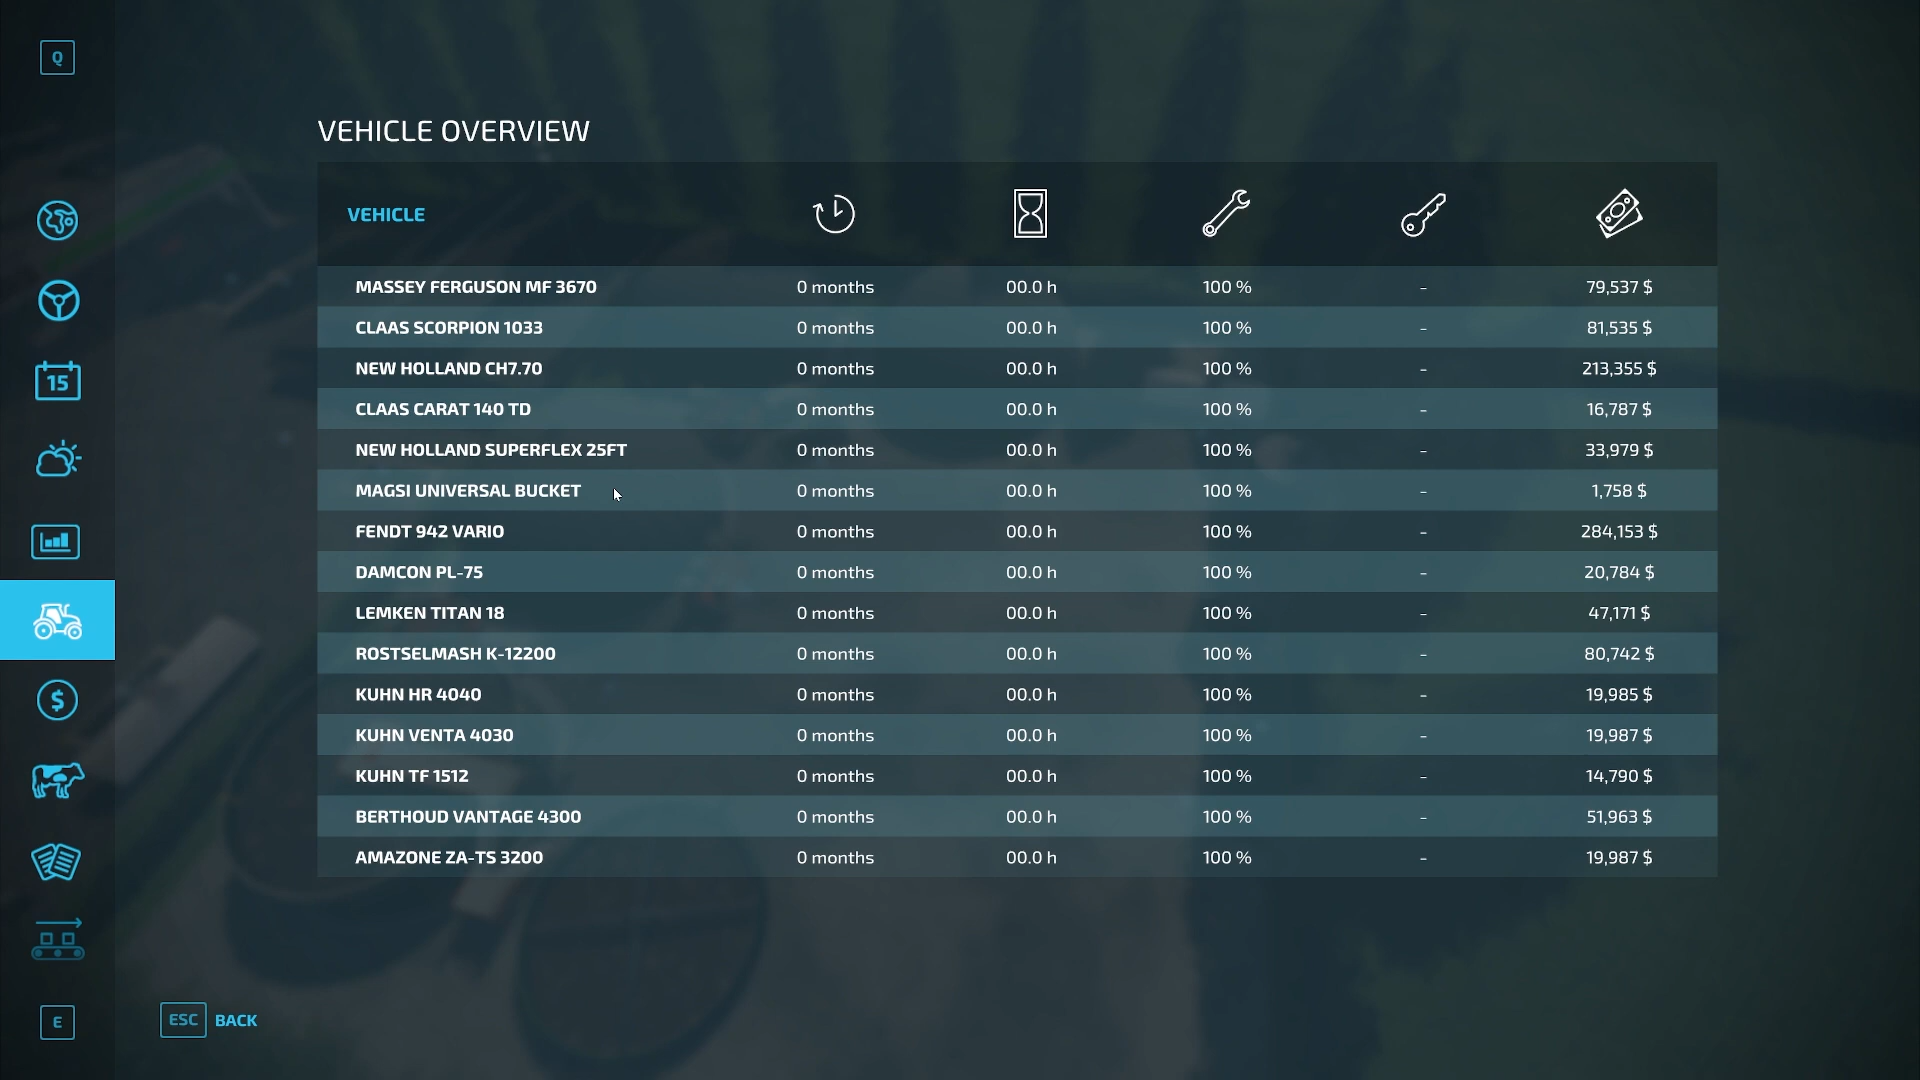 Q
VEHICLE OVERVIEW
VEHICLE
MASSEY FERGUSON MF 3670 0 months 00.0 h 100 % - 79,537 $
CLAAS SCORPION 1033 0 months 00.0 h 100 % - 81,535 $
NEW HOLLAND CH7.70 0 months 00.0 h 100 % - 213,355 $
15
CLAAS CARAT 140 TD 0 months 00.0 h 100 % - 16,787 $
NEW HOLLAND SUPERFLEX 25FT 0 months 00.0 h 100 % - 33,979 $
MAGSI UNIVERSAL BUCKET 0 months 00.0 h 100 % - 1,758 $
FENDT 942 VARIO 0 months 00.0 h 100 % - 284,153 $
DAMCON PL-75 0 months 00.0 h 100 % - 20,784 $
LEMKEN TITAN 18 0 months 00.0 h 100 % - 47,171 $
ROSTSELMASH K-12200 0 months 00.0 h 100 % - 80,742 $
KUHN HR 4040 0 months 00.0 h 100 % - 19,985 $
$
KUHN VENTA 4030 0 months 00.0 h 100 % - 19,987 $
KUHN TF 1512 0 months 00.0 h 100 % - 14,790 $
BERTHOUD VANTAGE 4300 0 months 00.0 h 100 % - 51,963 $
AMAZONE ZA-TS 3200 0 months 00.0 h 100 % - 19,987 $
E
ESC BACK